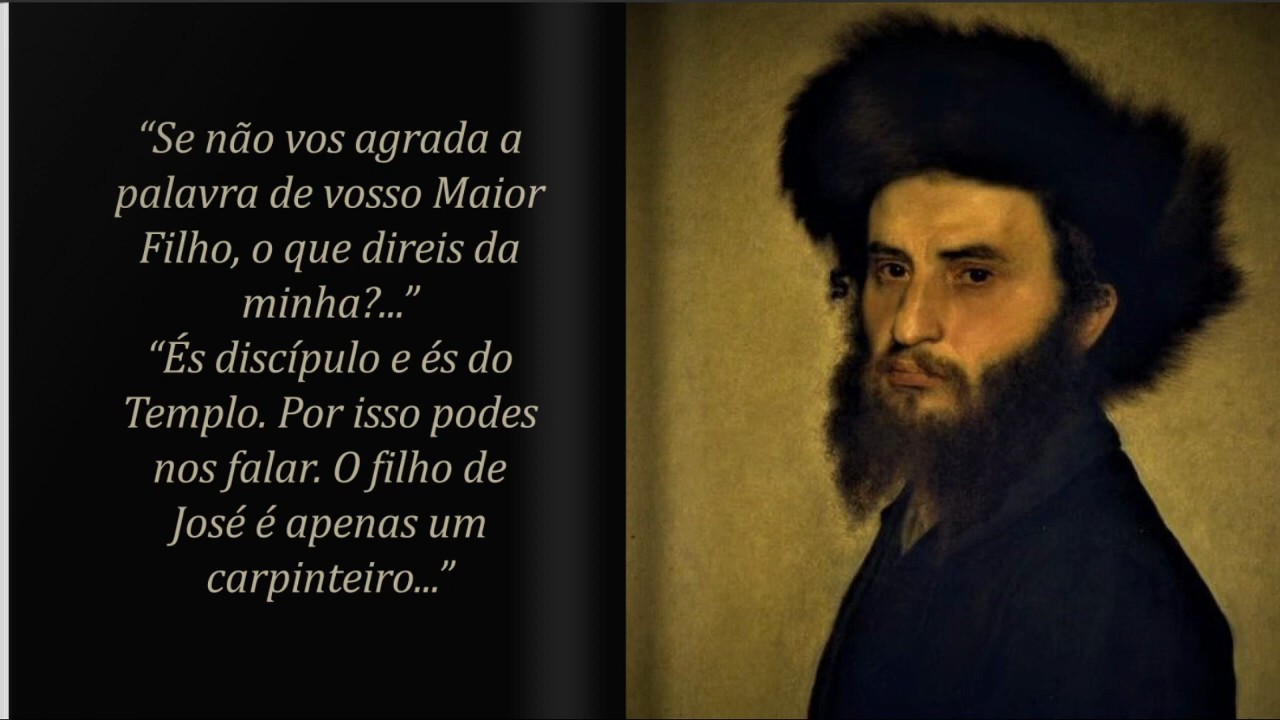 “Se não vos agrada a
palavra de vosso Maior
Filho, o que direis da
minha?...”
“És discípulo e és do
Templo. Por isso podes
nos falar. O filho de
José é apenas um
carpinteiro...”